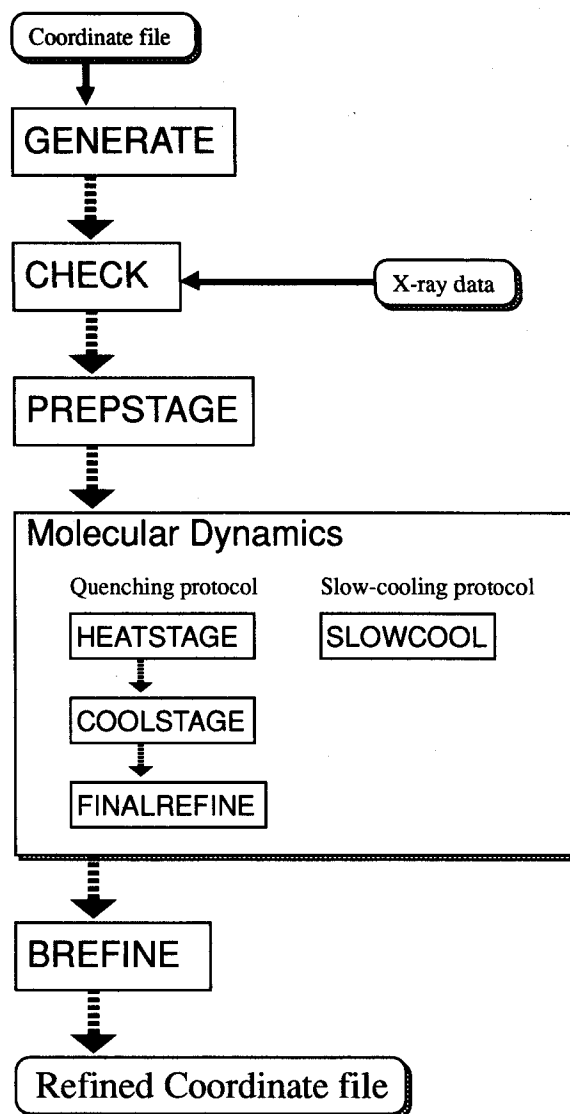 Coordinate file
GENERATE
CHECK
X-ray data
PREPSTAGE
Molecular Dynamics
Quenching protocol
Slow-cooling protocol
HEATSTAGE
SLOWCOOL
COOLSTAGE
FINALREFINE
BREFINE
Refined Coordinate file